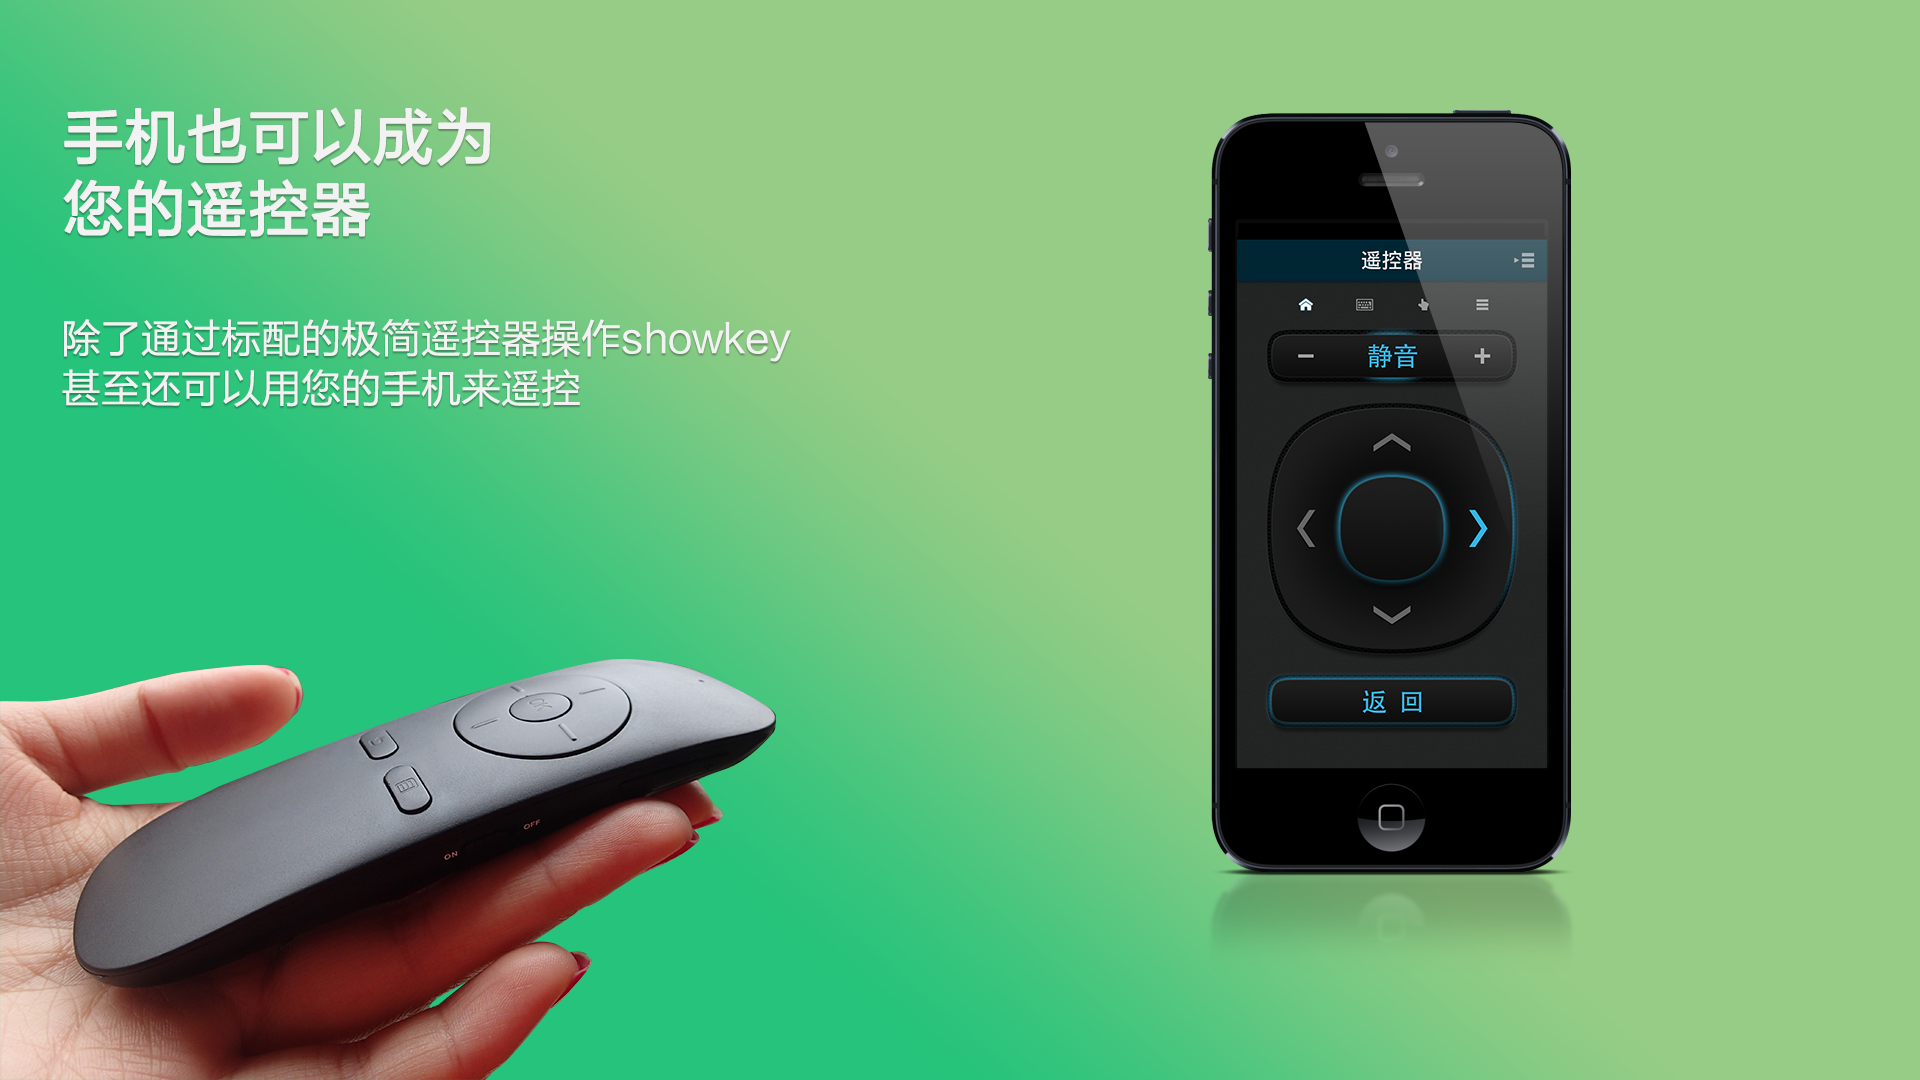 手机也可以成为
您的遥控器
除了通过标配的极简遥控器操作showkey
甚至还可以用您的手机来遥控
遥控器
静音
返 回
OK
OFF
ON